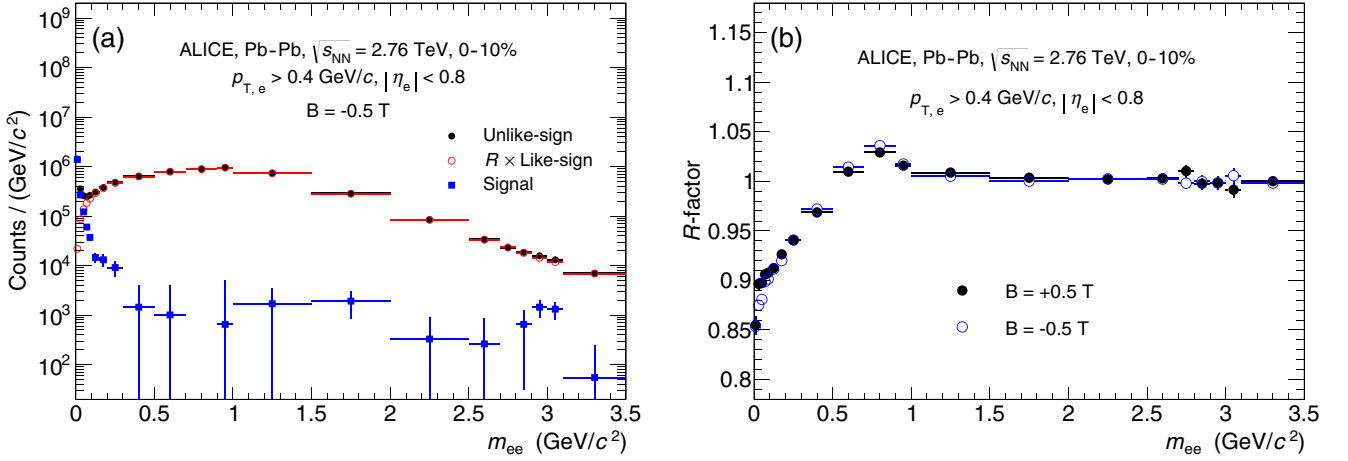 (a)
ALICE, Pb-Pb, √sNN = 2.76 TeV, 0-10%
pT, e > 0.4 GeV/c, |ηe| < 0.8
B = -0.5 T
Unlike-sign
R × Like-sign
Signal
Counts / (GeV/c²)
10⁹
10⁸
10⁷
10⁶
10⁵
10⁴
10³
10²
0 0.5 1 1.5 2 2.5 3 3.5
mee (GeV/c²)
(b)
ALICE, Pb-Pb, √sNN = 2.76 TeV, 0-10%
pT, e > 0.4 GeV/c, |ηe| < 0.8
B = +0.5 T
B = -0.5 T
R-factor
1.15
1.1
1.05
1
0.95
0.9
0.85
0.8
0 0.5 1 1.5 2 2.5 3 3.5
mee (GeV/c²)